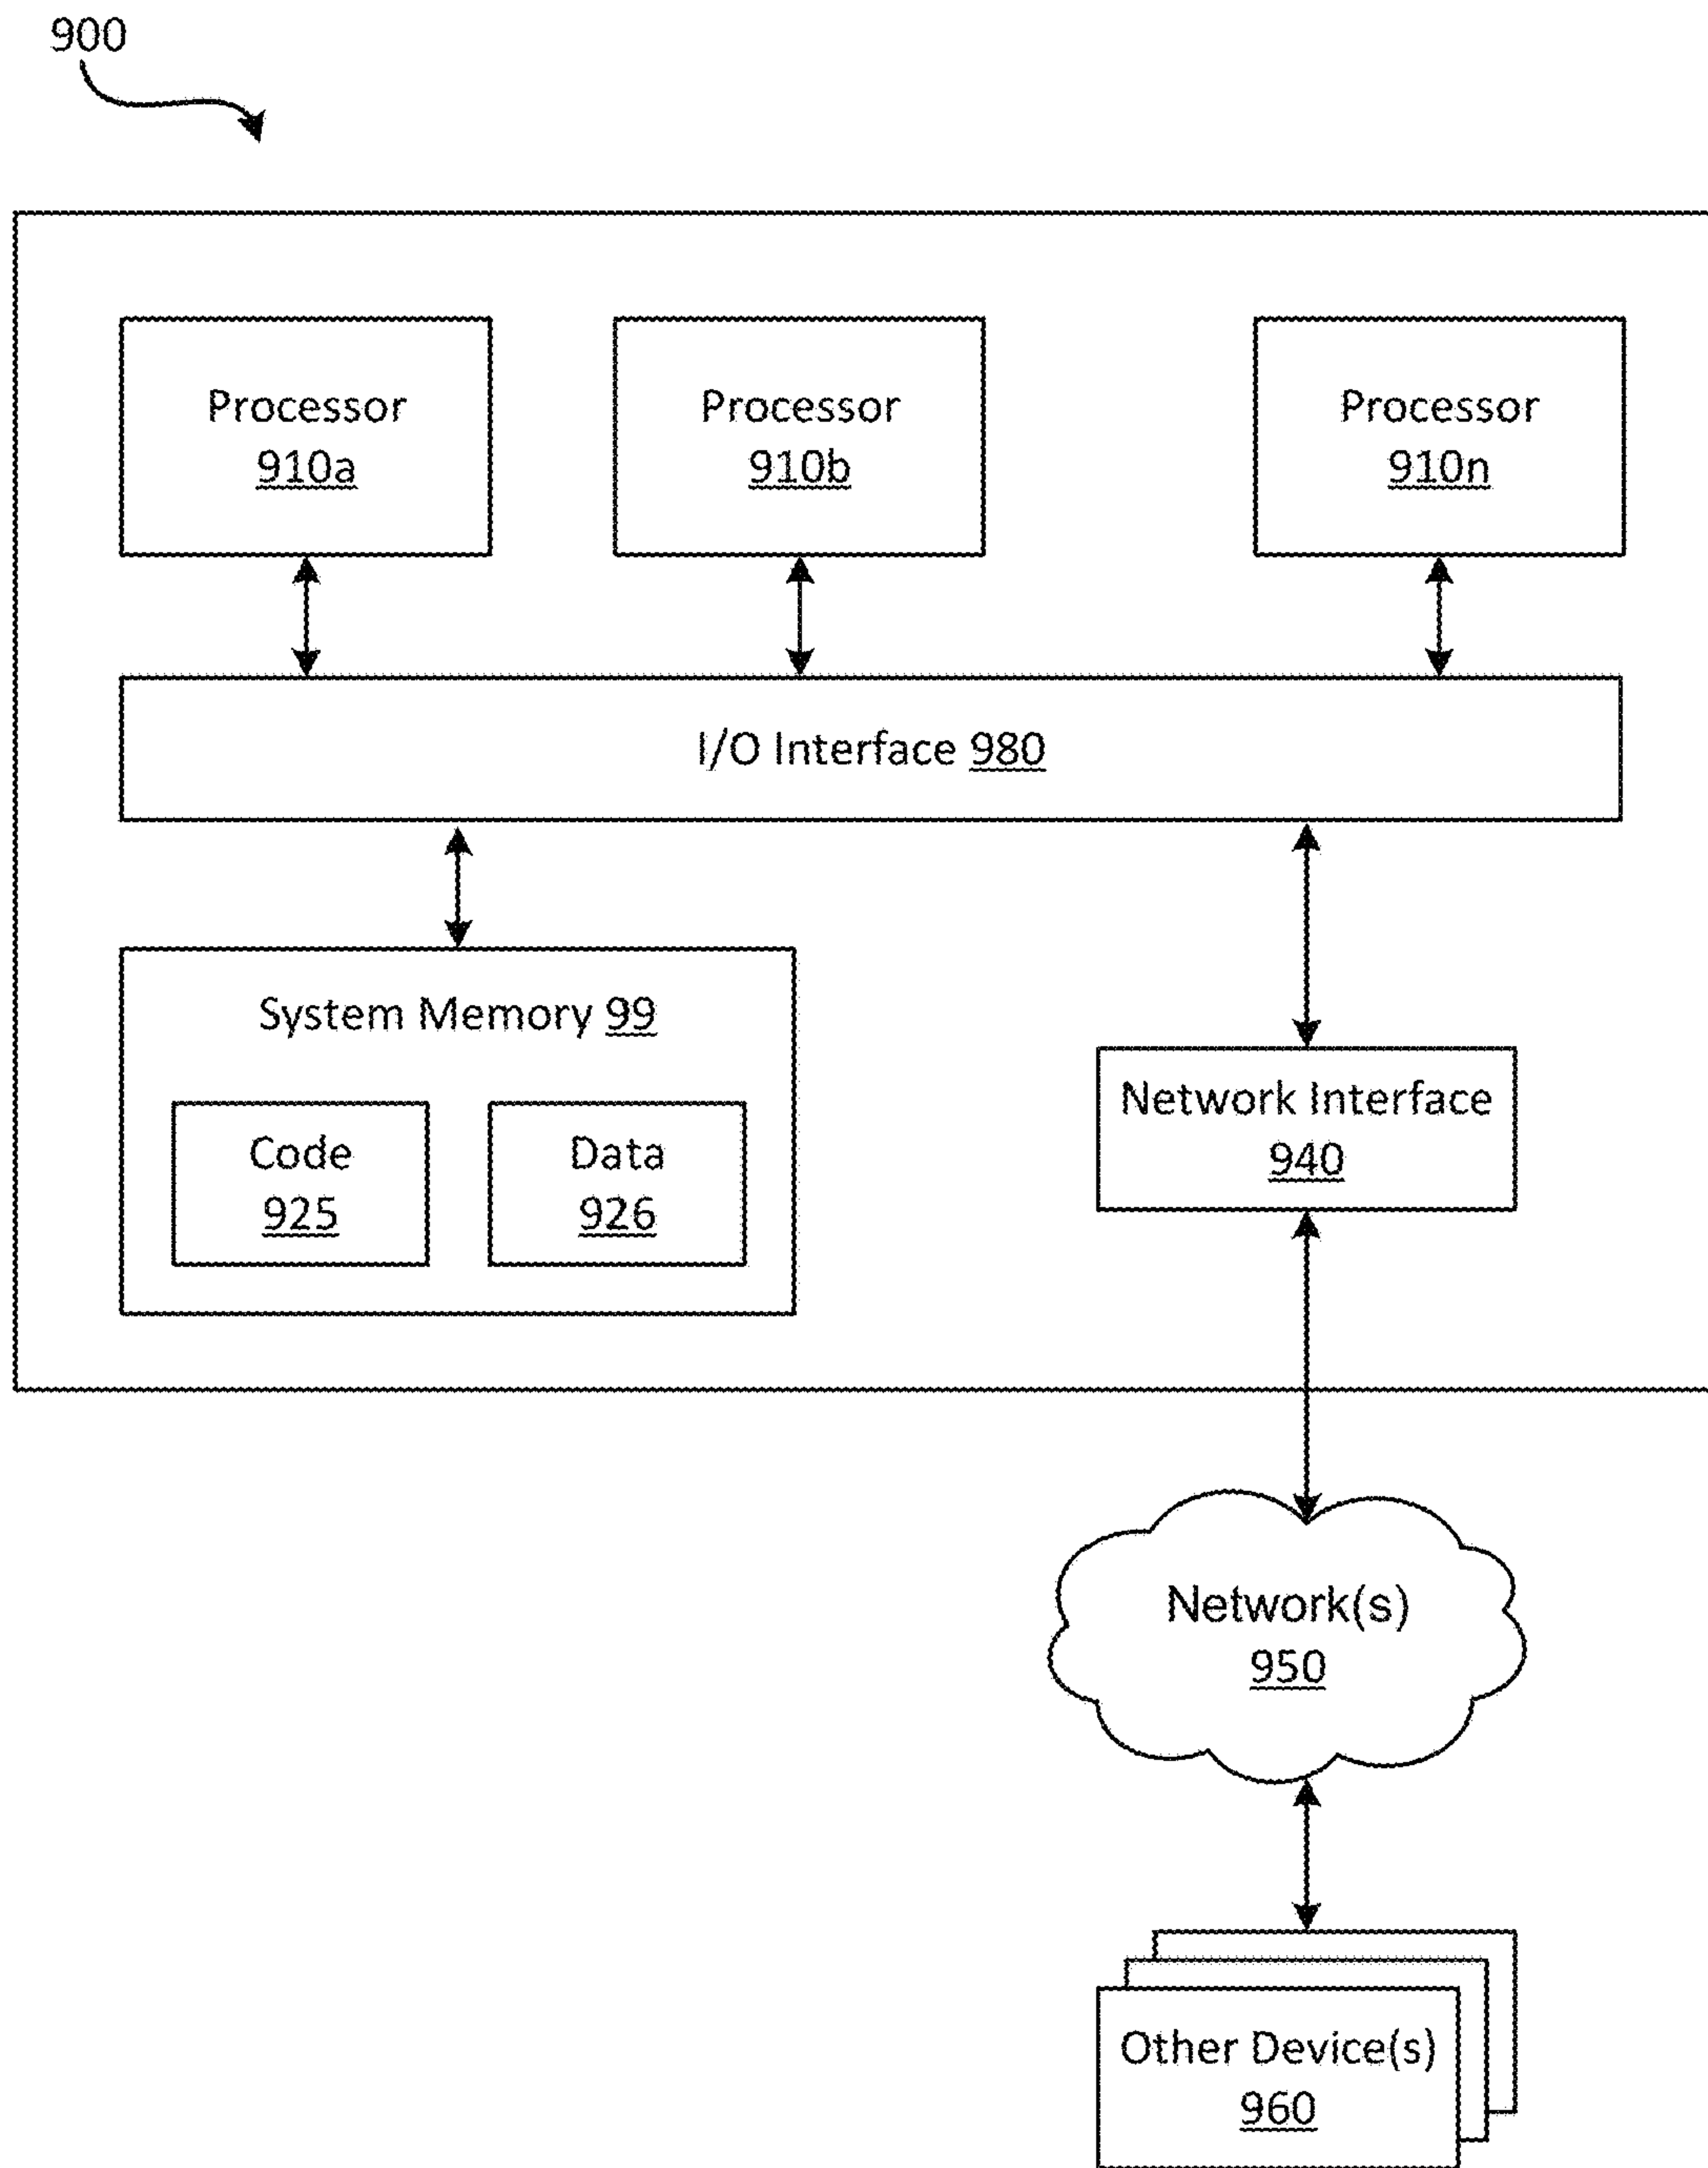 900
Processor
910a
Processor
910b
Processor
910n
I/O Interface 980
System Memory 99
Code
925
Data
926
Network Interface
940
Network(s)
950
Other Device(s)
960